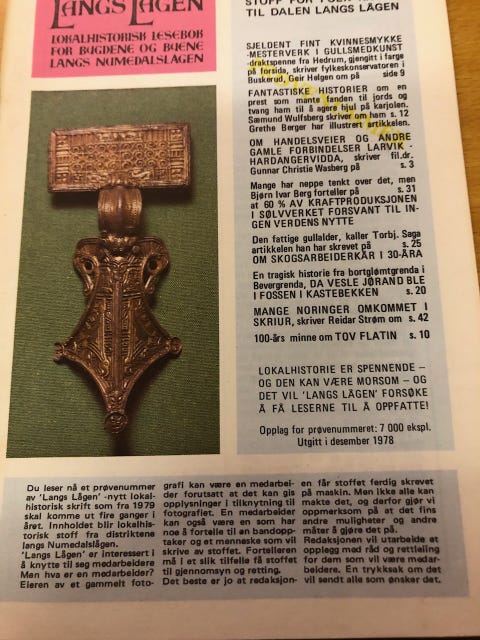 LANGS LÅGEN
LOKALHISTORISK LESEBOK
FOR BYGDENE OG BYENE
LANGS NUMEDALSLÅGEN
TIL DALEN LANGS LÅGEN
SJELDENT FINT KVINNESMYKKE
-MESTERVERK I GULLSMEDKUNST
draktspenne fra Hedrum, gjengitt i farge
på forsida, skriver fylkeskonservatoren i
Buskerud, Geir Helgen om på side 9
FANTASTISKE HISTORIER om en
prest som mante fanden til jords og
tvang ham til å agere hjul på karjolen.
Sæmund Wulfsberg skriver om ham s. 12
Grethe Berger har illustrert artikkelen.
OM HANDELSVEIER OG ANDRE
GAMLE FORBINDELSER LARVIK -
HARDANGERVIDDA, skriver fil.dr.
Gunnar Christie Wasberg på s. 3
Mange har neppe tenkt over det, men
Bjørn Ivar Berg forteller på s. 31
at 60 % AV KRAFTPRODUKSJONEN
I SØLVVERKET FORSVANT TIL IN-
GEN VERDENS NYTTE
Den fattige gullalder, kaller Torbj. Saga
artikkelen han har skrevet på s. 25
OM SKOGSARBEIDERKÅR I 30-ÅRA
En tragisk historie fra bortglømtgrenda i
Bevergrenda, DA VESLE JØRAND BLE
I FOSSEN I KASTEBEKKEN s. 20
MANGE NORINGER OMKOMMET I
SKRIUR, skriver Reidar Strøm om s. 42
100-års minne om TOV FLATIN s. 10
LOKALHISTORIE ER SPENNENDE –
OG DEN KAN VÆRE MORSOM – OG
DET VIL 'LANGS LÅGEN' FORSØKE
Å FÅ LESERNE TIL Å OPPFATTE!
Opplag for prøvenummeret: 7 000 ekspl.
Utgitt i desember 1978
Du leser nå et prøvenummer
av 'Langs Lågen' -nytt lokal-
historisk skrift som fra 1979
skal komme ut fire ganger i
året. Innholdet blir lokalhis-
torisk stoff fra distriktene
langs Numedalslågen.
'Langs Lågen' er interessert i
å knytte til seg medarbeidere
Men hva er en medarbeider?
Eieren av et gammelt foto-
grafi kan være en medarbei-
der forutsatt at det kan gis
opplysninger i tilknytning til
fotografiet. En medarbeider
kan også være en som har
noe å fortelle til en bandopp-
taker og et menneske som vil
skrive av stoffet. Fortelleren
må i et slik tilfelle få stoffet
til gjennomsyn og retting.
Det beste er jo at redaksjon-
en får stoffet ferdig skrevet
på maskin. Men ikke alle kan
makte det, og derfor gjør vi
oppmerksom på at det fins
andre muligheter og andre
måter å gjøre det på.
Redaksjonen vil utarbeide et
opplegg med råd og rettleiing
for dem som vil være medar-
beidere. En trykksak om det
vil sendt alle som ønsker det.